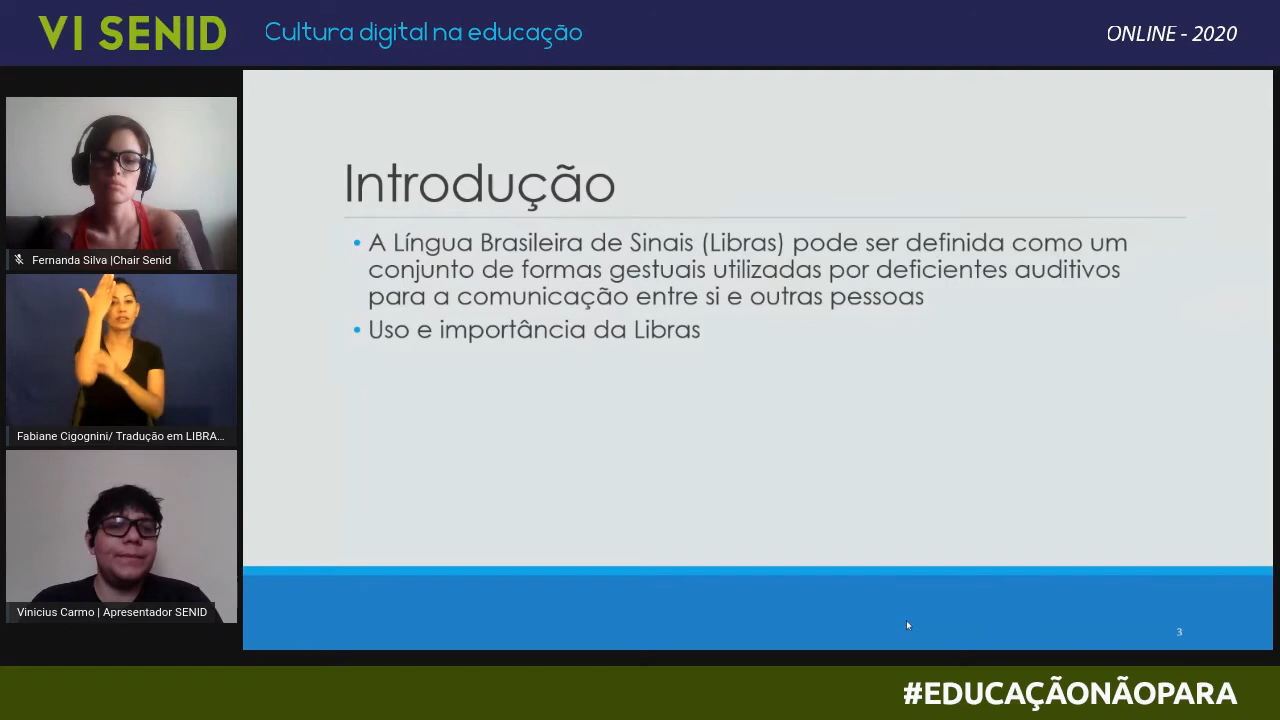 VI SENID
Cultura digital na educação
ONLINE - 2020
Fernanda Silva |Chair Senid
Fabiane Cigognini/ Tradução em LIBRA...
Vinicius Carmo | Apresentador SENID
Introdução
• A Língua Brasileira de Sinais (Libras) pode ser definida como um
conjunto de formas gestuais utilizadas por deficientes auditivos
para a comunicação entre si e outras pessoas
• Uso e importância da Libras
3
#EDUCAÇÃONÃOPARA